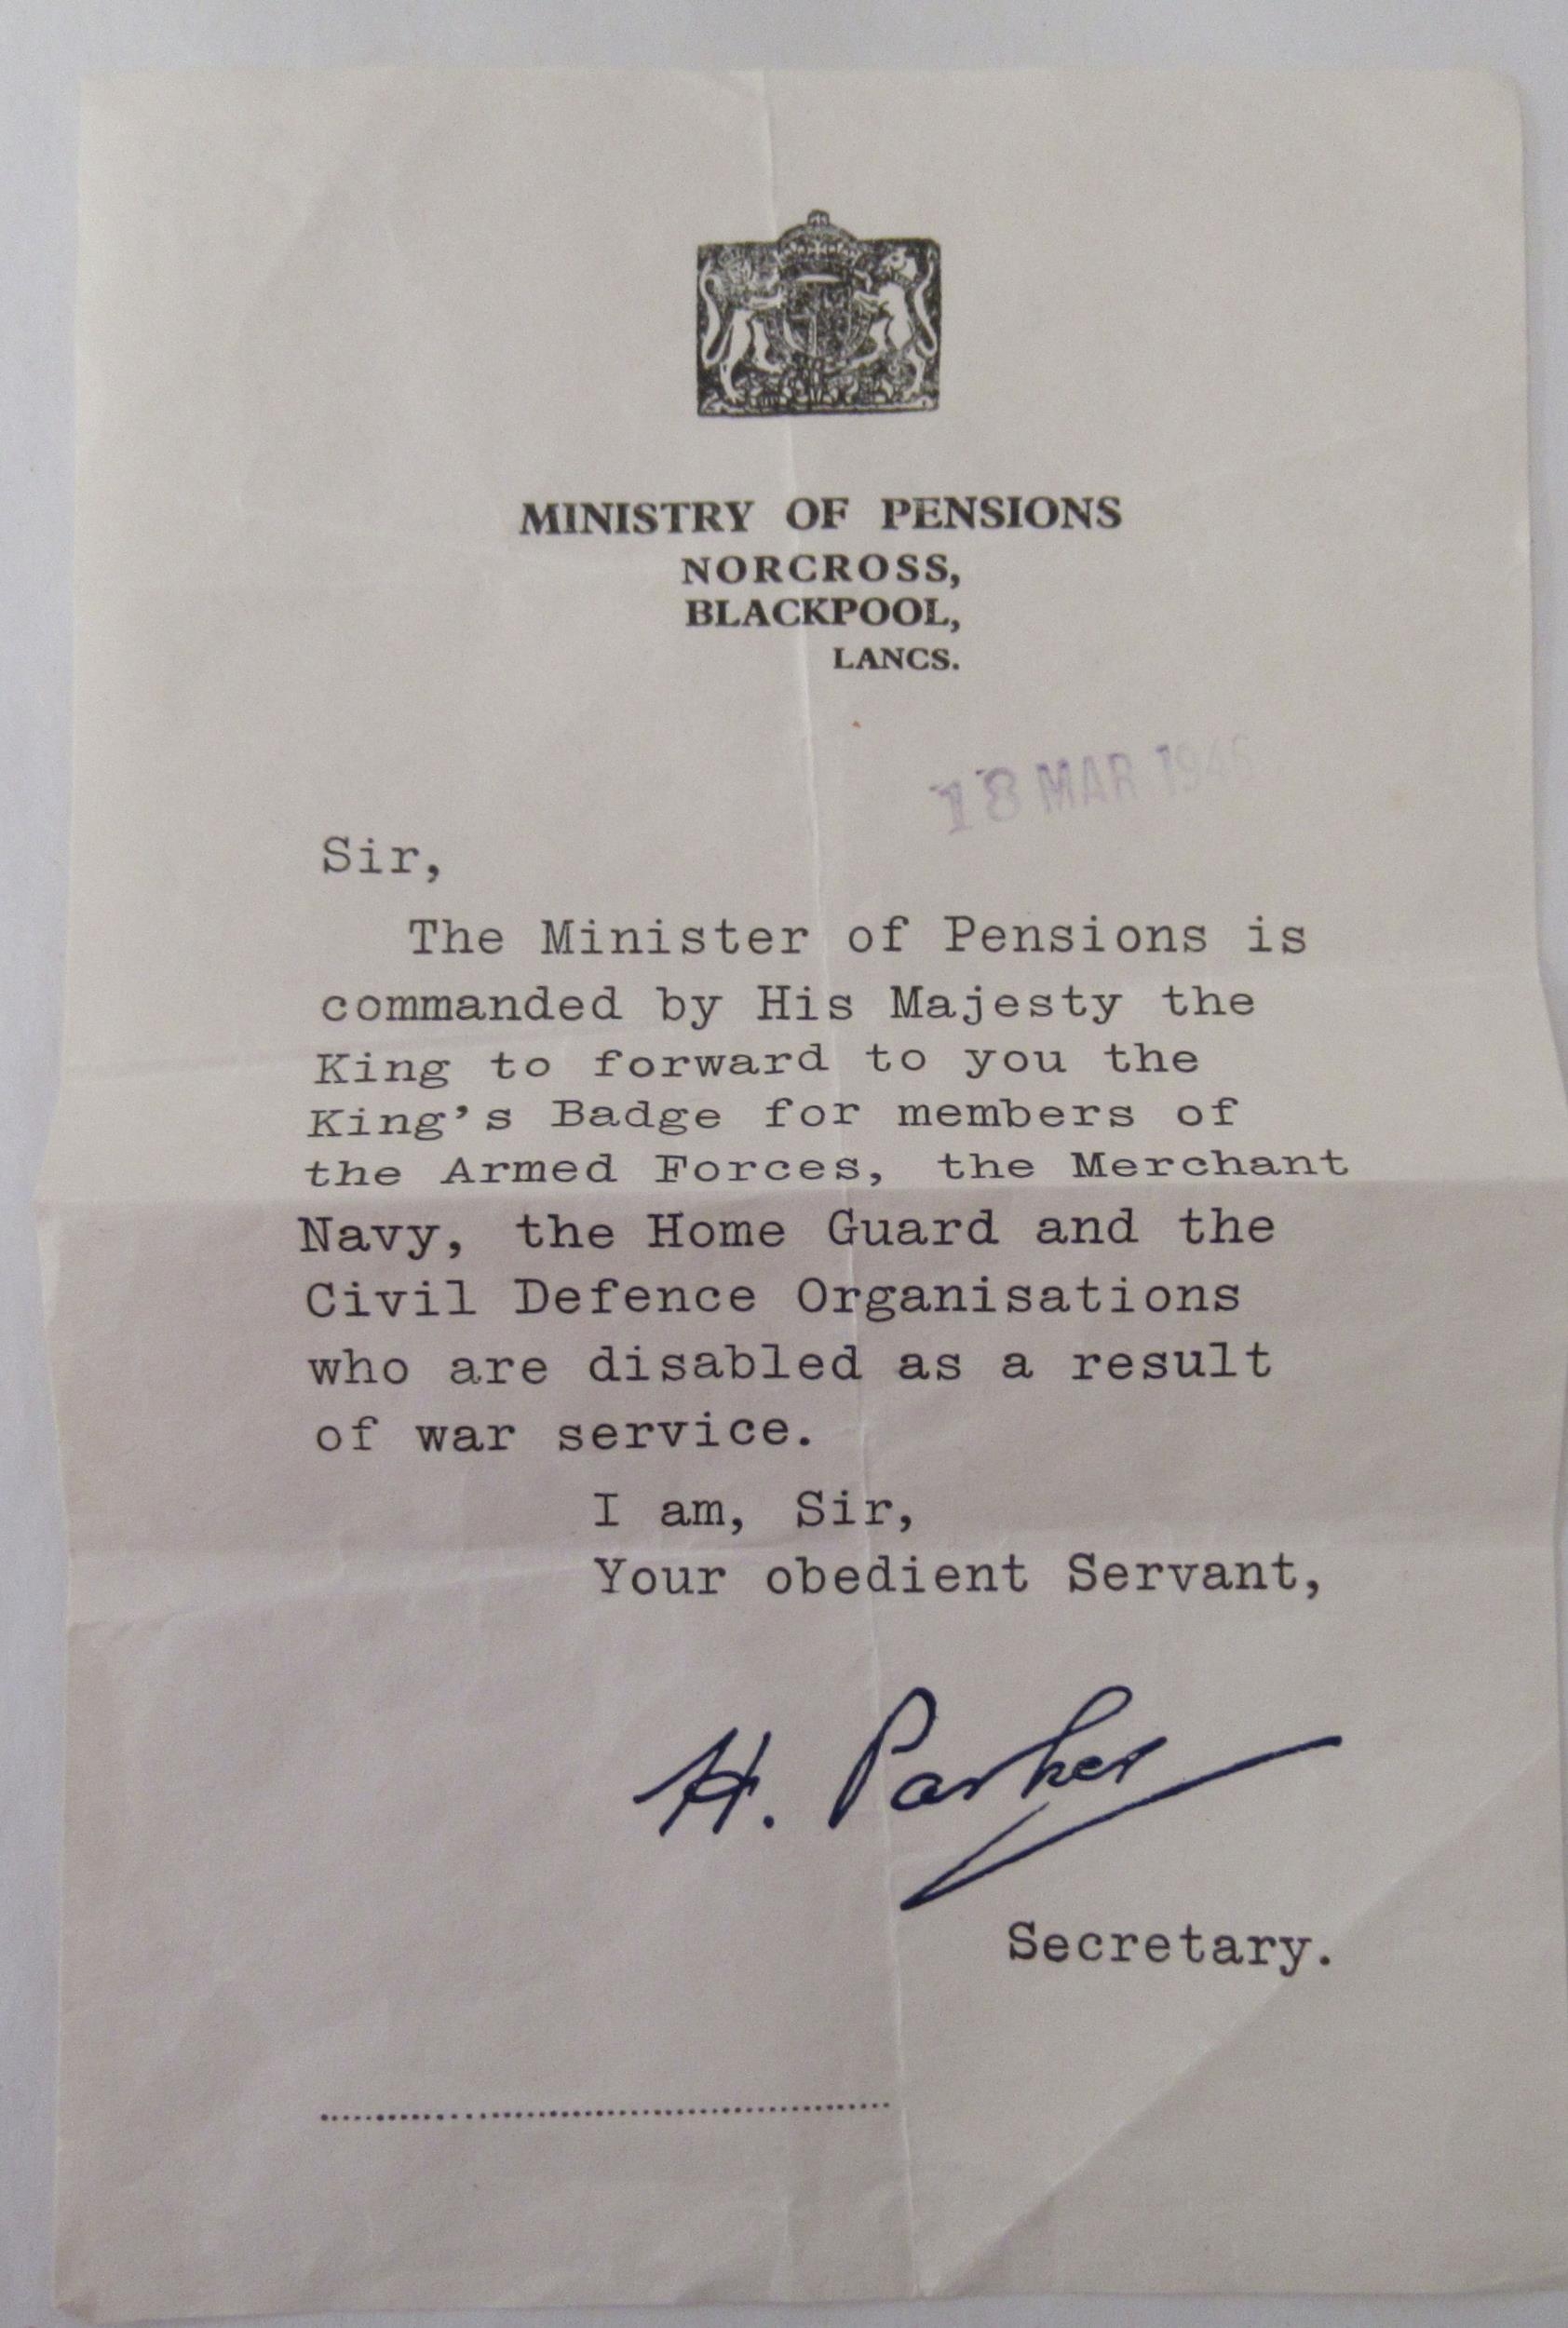 MINISTRY OF PENSIONS
NORCROSS,
BLACKPOOL,
LANCS.
18 MAR 1946
Sir,
The Minister of Pensions is
commanded by His Majesty the
King to forward to you the
King's Badge for members of
the Armed Forces, the Merchant
Navy, the Home Guard and the
Civil Defence Organisations
who are disabled as a result
of war service.
I am, Sir,
Your obedient Servant,
H. Parker
Secretary.